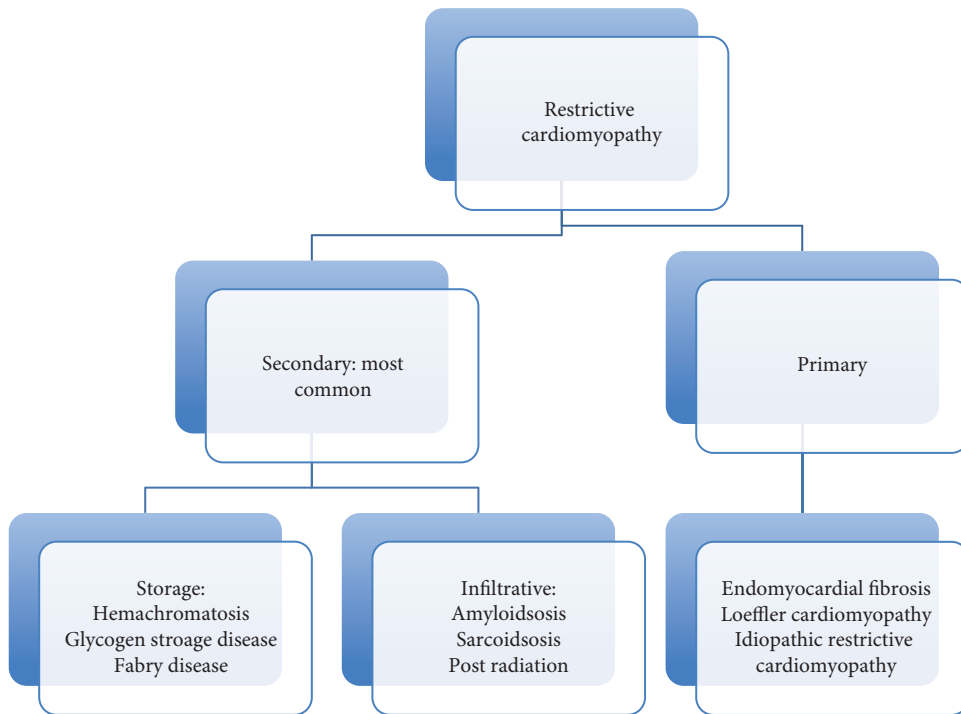 Restrictive
cardiomyopathy
Secondary: most
common
Primary
Storage:
Hemachromatosis
Glycogen stroage disease
Fabry disease
Infiltrative:
Amyloidsosis
Sarcoidsosis
Post radiation
Endomyocardial fibrosis
Loeffler cardiomyopathy
Idiopathic restrictive
cardiomyopathy